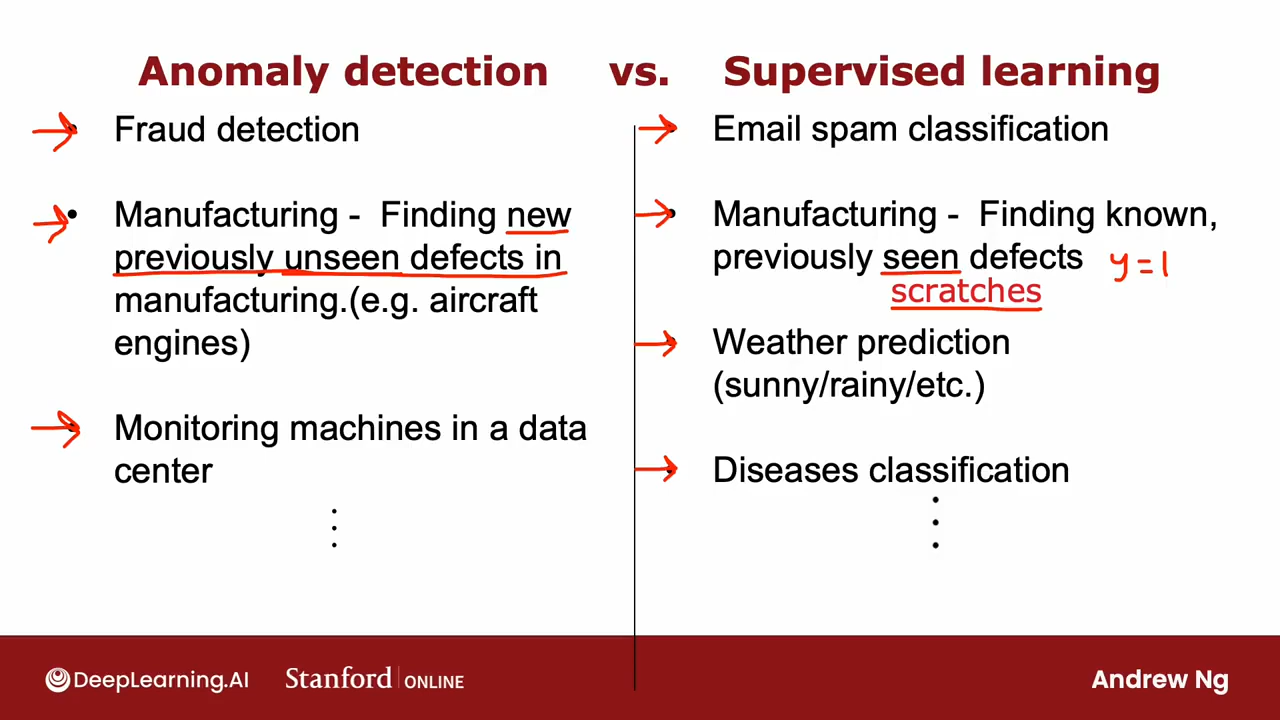 Anomaly detection vs. Supervised learning
• Fraud detection
• Manufacturing - Finding new
previously unseen defects in
manufacturing.(e.g. aircraft
engines)
• Monitoring machines in a data
center
• Email spam classification
• Manufacturing - Finding known,
previously seen defects y=1
scratches
• Weather prediction
(sunny/rainy/etc.)
• Diseases classification
DeepLearning.AI
Stanford ONLINE
Andrew Ng